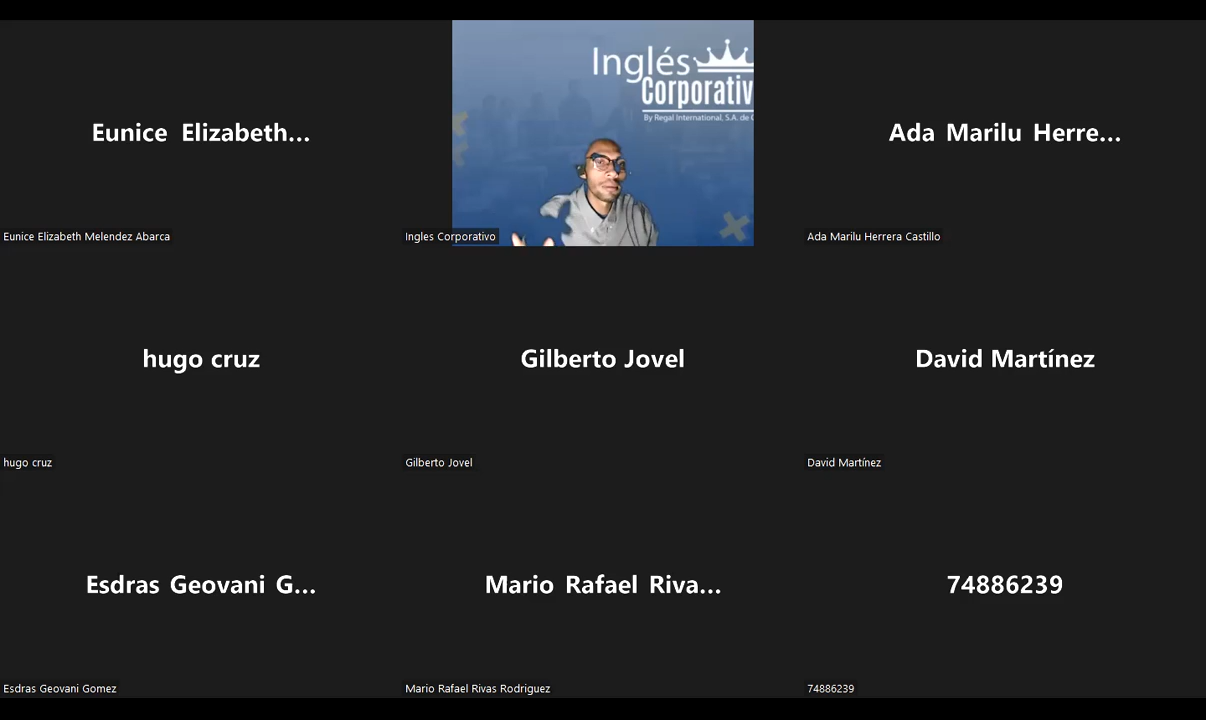 Eunice Elizabeth...
Eunice Elizabeth Melendez Abarca
Inglés
Corporativ
By Regal International, S.A. de
Ingles Corporativo
Ada Marilu Herre...
Ada Marilu Herrera Castillo
hugo cruz
hugo cruz
Gilberto Jovel
Gilberto Jovel
David Martínez
David Martínez
Esdras Geovani G...
Esdras Geovani Gomez
Mario Rafael Riva...
Mario Rafael Rivas Rodriguez
74886239
74886239